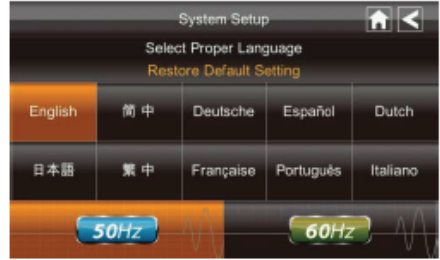 System Setup
Select Proper Language
Restore Default Setting
English 简 中 Deutsche Español Dutch
日本語 繁 中 Française Português Italiano
50Hz 60Hz